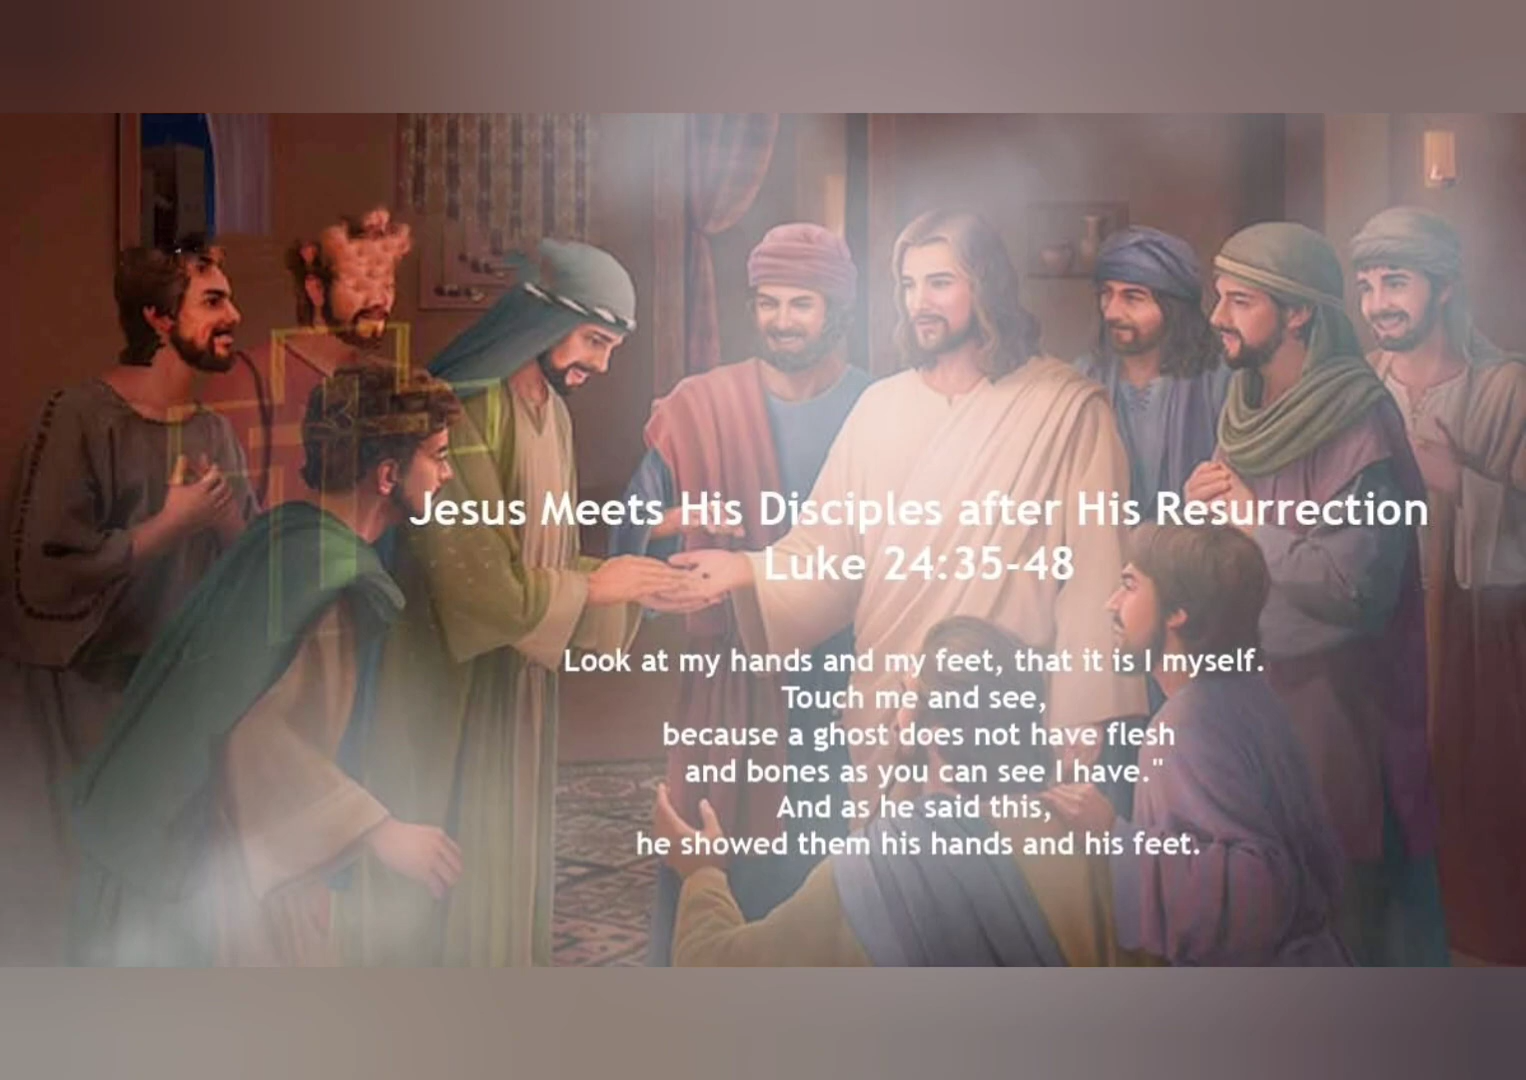 Jesus Meets His Disciples after His Resurrection
Luke 24:35-48
Look at my hands and my feet, that it is I myself.
Touch me and see,
because a ghost does not have flesh
and bones as you can see I have."
And as he said this,
he showed them his hands and his feet.